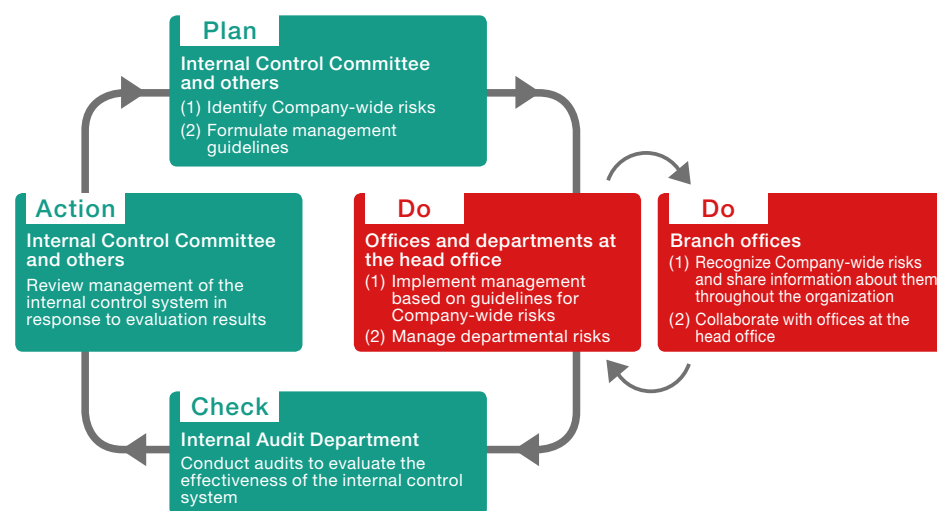 Plan
Internal Control Committee
and others
(1) Identify Company-wide risks
(2) Formulate management
guidelines
Action
Internal Control Committee
and others
Review management of the
internal control system in
response to evaluation results
Do
Offices and departments at
the head office
(1) Implement management
based on guidelines for
Company-wide risks
(2) Manage departmental risks
Do
Branch offices
(1) Recognize Company-wide risks
and share information about them
throughout the organization
(2) Collaborate with offices at the
head office
Check
Internal Audit Department
Conduct audits to evaluate the
effectiveness of the internal control
system